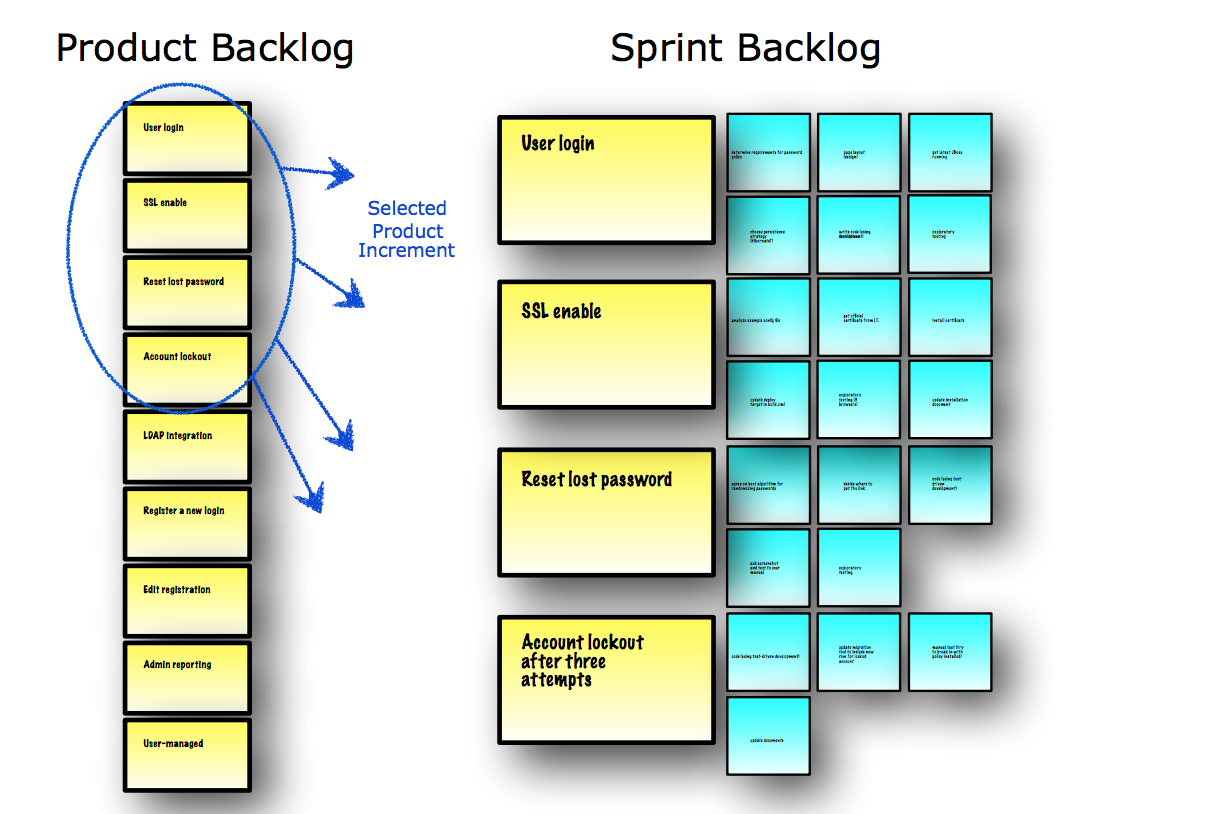 Product Backlog
Sprint Backlog
User login
SSL enable
Reset lost password
Account lockout
LDAP integration
Register a new login
Edit registration
Admin reporting
User-managed
Selected
Product
Increment
User login
determine requirements for password
policy
page layout
(design)
get latest JBoss
running
choose persistence
strategy
(Hibernate?)
write code (using
development)
exploratory
testing
SSL enable
analyze example config file
get official
certificate from I.T.
install certificate
update deploy
target in build.xml
exploratory
testing (3
browsers)
update installation
document
Reset lost password
agree on best algorithm for
randomizing passwords
decide where to
put the link
code (using test-
driven
development)
add screenshot
and text to user
manual
exploratory
testing
Account lockout
after three
attempts
code (using test-driven development)
update migration
tool to include new
row for locked
account
manual test (try
to break in with
policy installed)
update documents